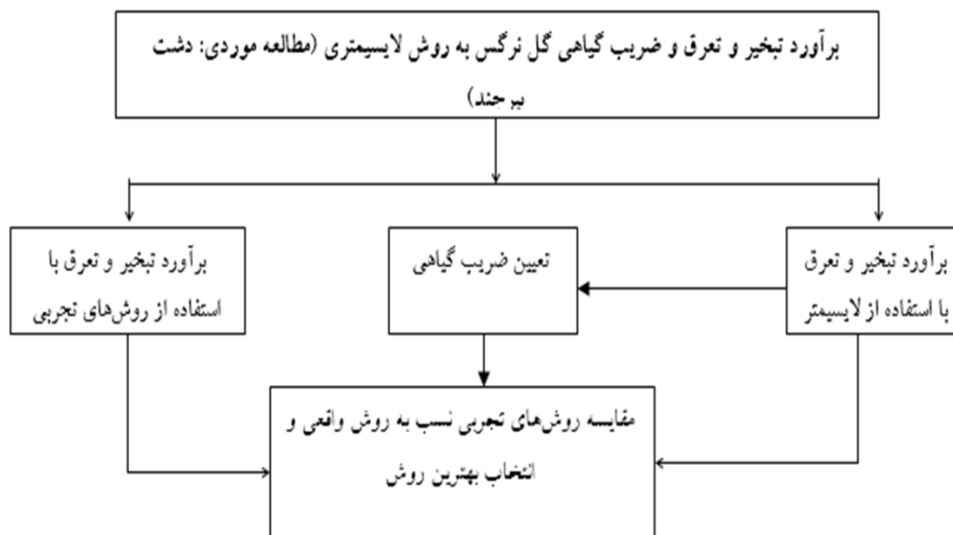 برآورد تبخیر و تعرق و ضریب گیاهی گل نرگس به روش لایسیمتری (مطالعه موردی: دشت
بیرجند)
برآورد تبخیر و تعرق
با استفاده از لایسیمتر
تعیین ضریب گیاهی
برآورد تبخیر و تعرق با
استفاده از روش‌های تجربی
مقایسه روش‌های تجربی نسبت به روش واقعی و
انتخاب بهترین روش